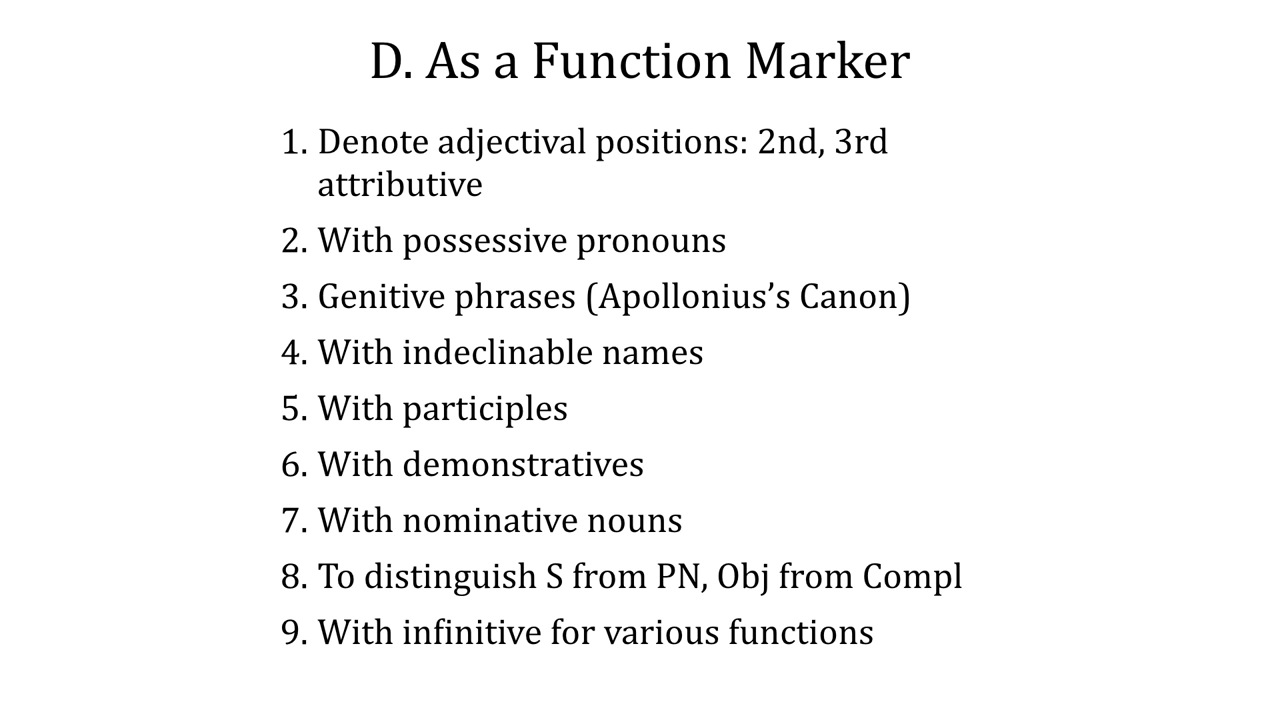 D. As a Function Marker
1. Denote adjectival positions: 2nd, 3rd
attributive
2. With possessive pronouns
3. Genitive phrases (Apollonius’s Canon)
4. With indeclinable names
5. With participles
6. With demonstratives
7. With nominative nouns
8. To distinguish S from PN, Obj from Compl
9. With infinitive for various functions